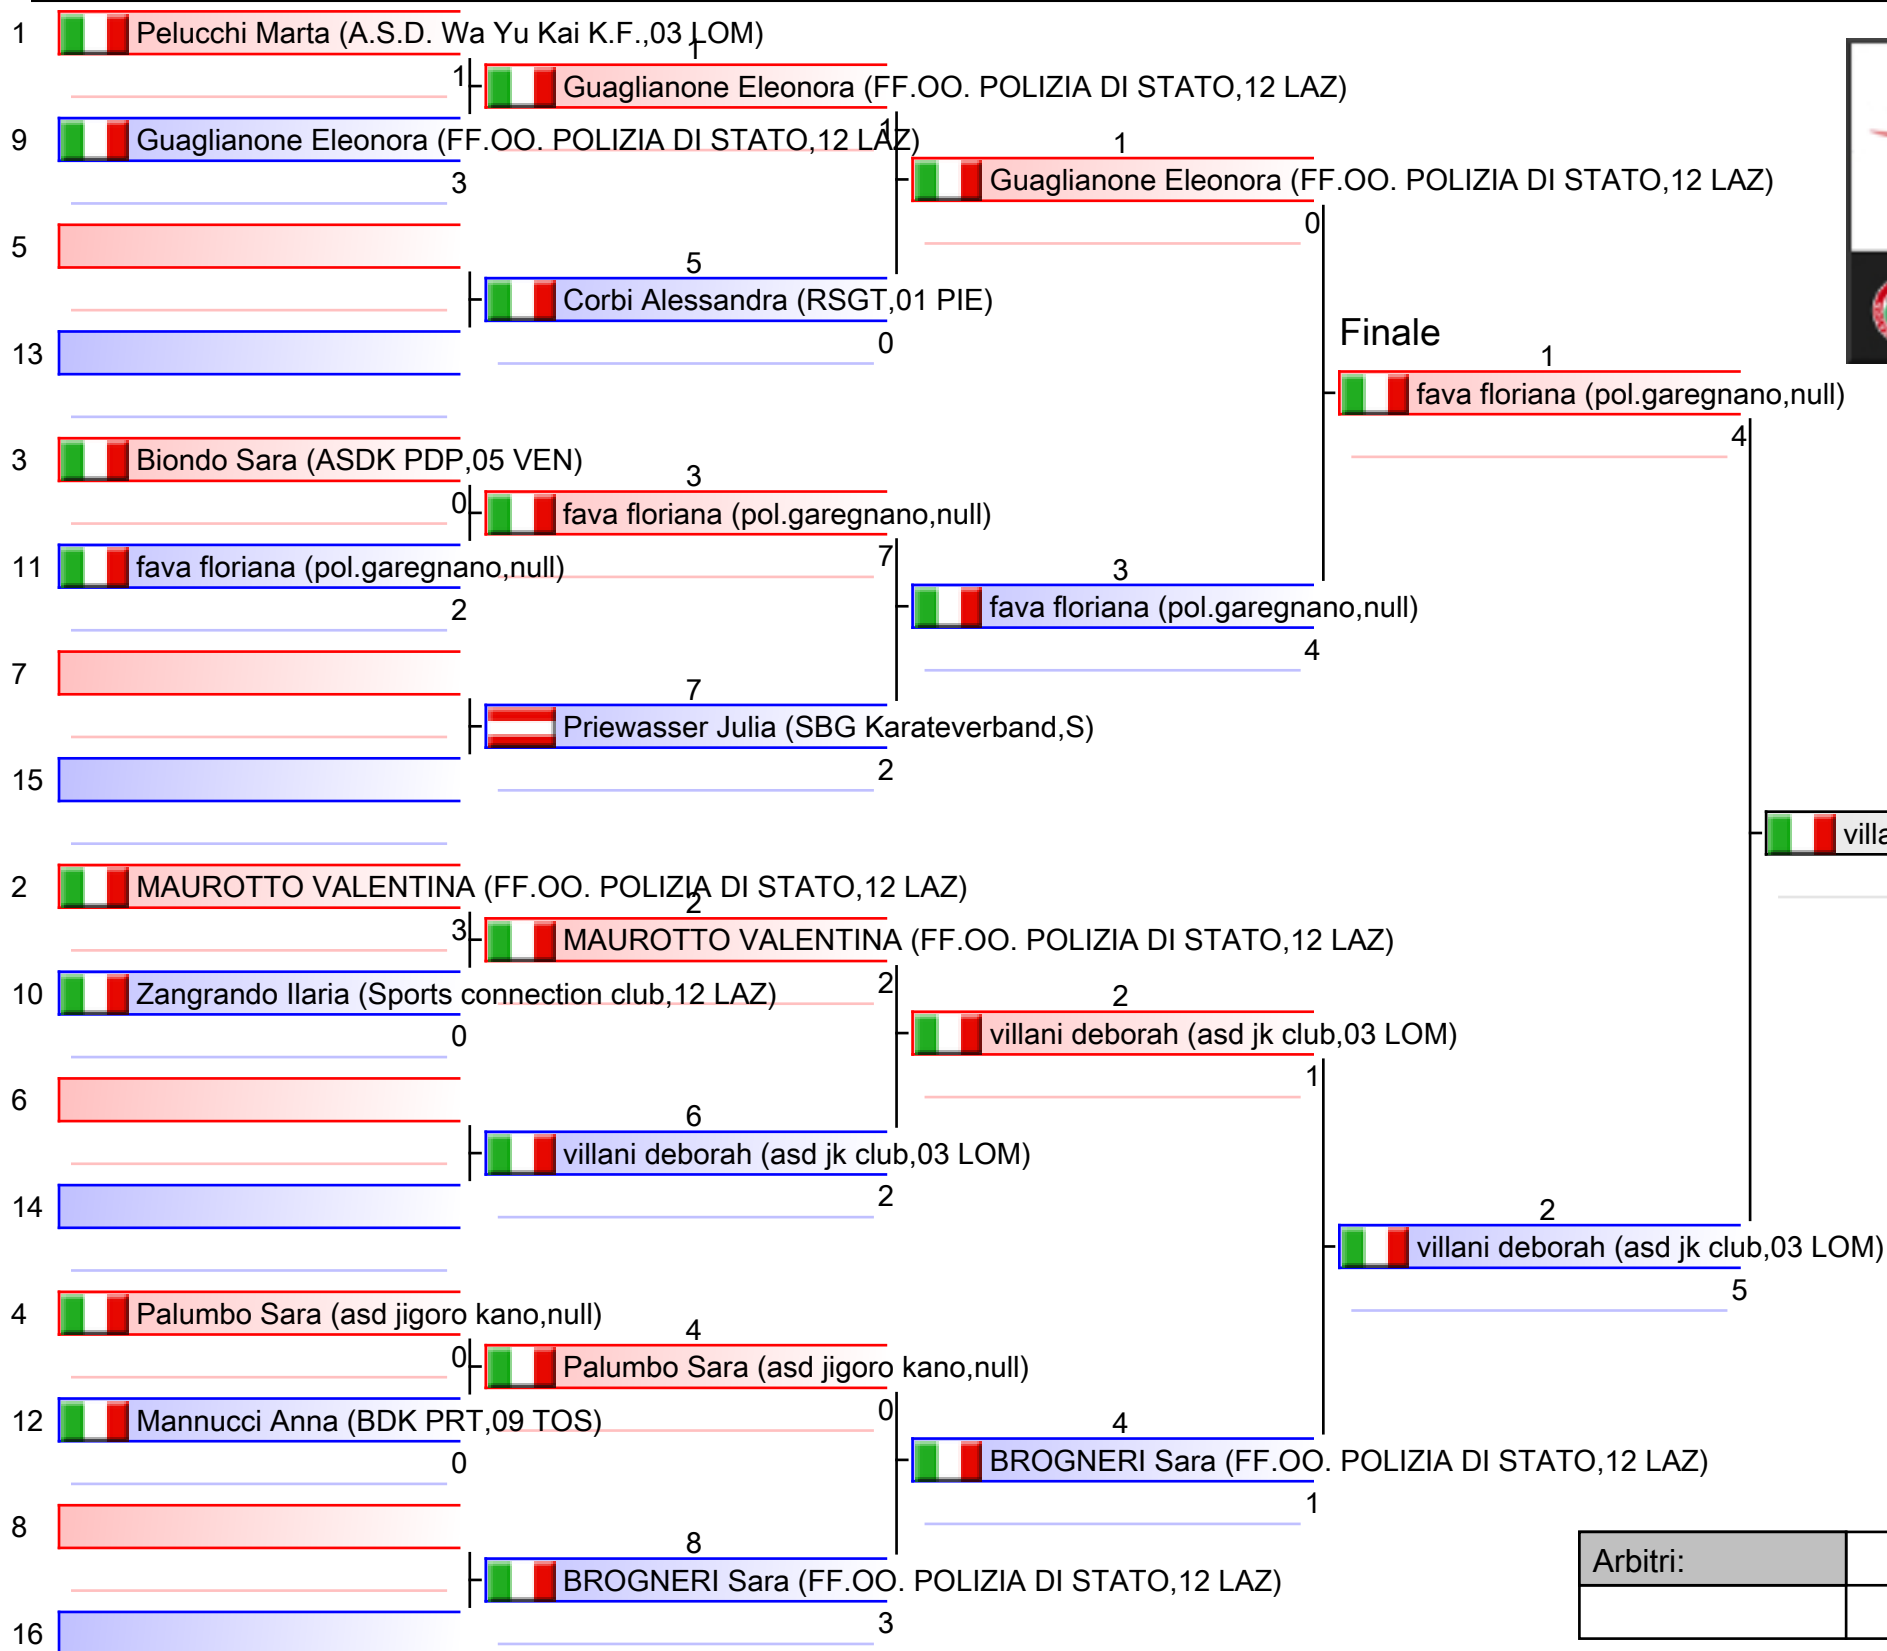 1 Pelucchi Marta (A.S.D. Wa Yu Kai K.F.,03 LOM)
1
1
Guaglianone Eleonora (FF.OO. POLIZIA DI STATO,12 LAZ)
1
9 Guaglianone Eleonora (FF.OO. POLIZIA DI STATO,12 LAZ)
3
1
Guaglianone Eleonora (FF.OO. POLIZIA DI STATO,12 LAZ)
0
5
5
Corbi Alessandra (RSGT,01 PIE)
0
13
Finale
1
fava floriana (pol.garegnano,null)
4
3 Biondo Sara (ASDK PDP,05 VEN)
0
3
fava floriana (pol.garegnano,null)
7
11 fava floriana (pol.garegnano,null)
2
3
fava floriana (pol.garegnano,null)
4
7
7
Priewasser Julia (SBG Karateverband,S)
2
15
villa
2 MAUROTTO VALENTINA (FF.OO. POLIZIA DI STATO,12 LAZ)
3
2
MAUROTTO VALENTINA (FF.OO. POLIZIA DI STATO,12 LAZ)
2
10 Zangrando Ilaria (Sports connection club,12 LAZ)
0
2
villani deborah (asd jk club,03 LOM)
1
6
6
villani deborah (asd jk club,03 LOM)
2
14
2
villani deborah (asd jk club,03 LOM)
5
4 Palumbo Sara (asd jigoro kano,null)
0
4
Palumbo Sara (asd jigoro kano,null)
0
12 Mannucci Anna (BDK PRT,09 TOS)
0
4
BROGNERI Sara (FF.OO. POLIZIA DI STATO,12 LAZ)
1
8
8
BROGNERI Sara (FF.OO. POLIZIA DI STATO,12 LAZ)
3
16
Arbitri: